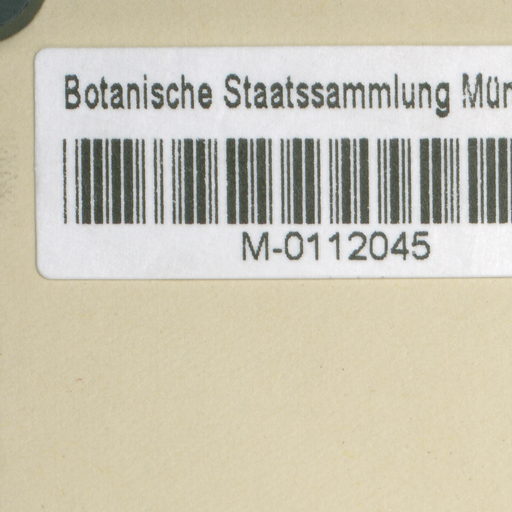 Botanische Staatssammlung Mün
M-0112045